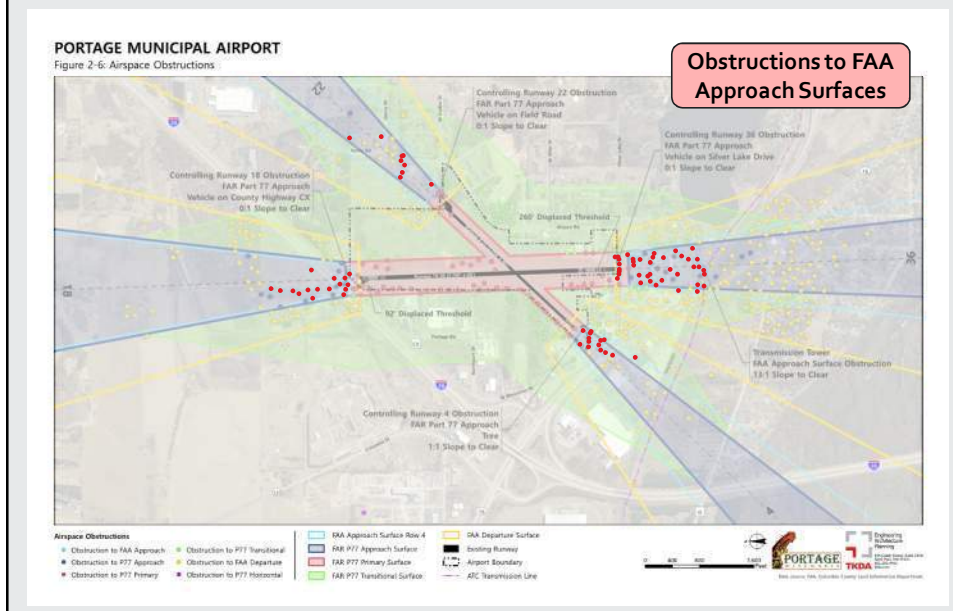 PORTAGE MUNICIPAL AIRPORT
Figure 2-6: Airspace Obstructions
Obstructions to FAA
Approach Surfaces
22
Controlling Runway 22 Obstruction
FAR Part 77 Approach
Vehicle on Field Road
0:1 Slope to Clear
Controlling Runway 36 Obstruction
FAR Part 77 Approach
Vehicle on Silver Lake Drive
0:1 Slope to Clear
Controlling Runway 18 Obstruction
FAR Part 77 Approach
Vehicle on County Highway CX
0:1 Slope to Clear
260' Displaced Threshold
36
18
92' Displaced Threshold
Transmission Tower
FAA Approach Surface Obstruction
13:1 Slope to Clear
Controlling Runway 4 Obstruction
FAR Part 77 Approach
Tree
1:1 Slope to Clear
4
Airspace Obstructions
Obstruction to FAA Approach
Obstruction to P77 Approach
Obstruction to P77 Primary
Obstruction to P77 Transitional
Obstruction to FAA Departure
Obstruction to P77 Horizontal
FAA Approach Surface Row 4
FAR P77 Approach Surface
FAR P77 Primary Surface
FAR P77 Transitional Surface
FAA Departure Surface
Existing Runway
Airport Boundary
ATC Transmission Line
Feet
PORTAGE
TKDA
Engineering
Architecture
Planning